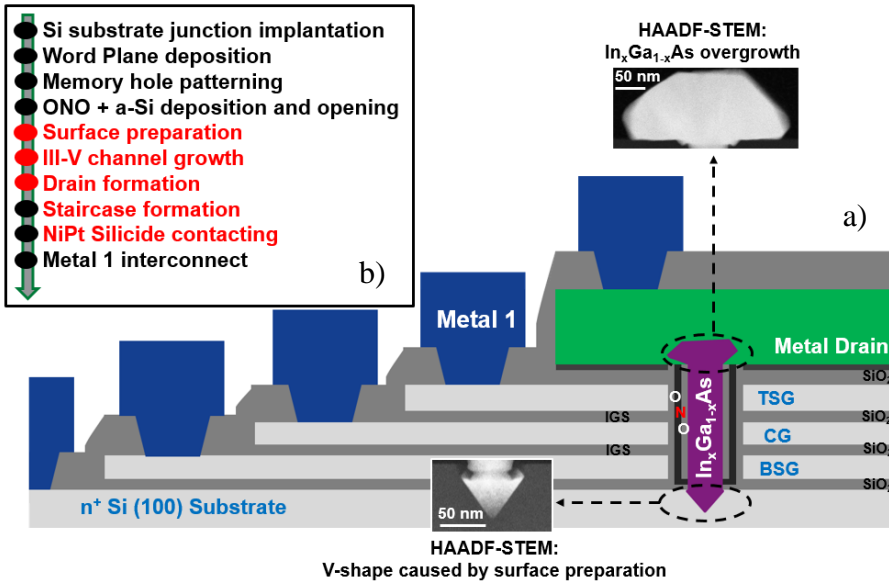 Si substrate junction implantation
Word Plane deposition
Memory hole patterning
ONO + a-Si deposition and opening
Surface preparation
III-V channel growth
Drain formation
Staircase formation
NiPt Silicide contacting
Metal 1 interconnect
b)
HAADF-STEM:
InₓGa₁₋ₓAs overgrowth
50 nm
a)
Metal 1
Metal Drain
SiO₂
O
N
O
InₓGa₁₋ₓAs
TSG
IGS
SiO₂
CG
IGS
SiO₂
BSG
SiO₂
n⁺ Si (100) Substrate
50 nm
HAADF-STEM:
V-shape caused by surface preparation